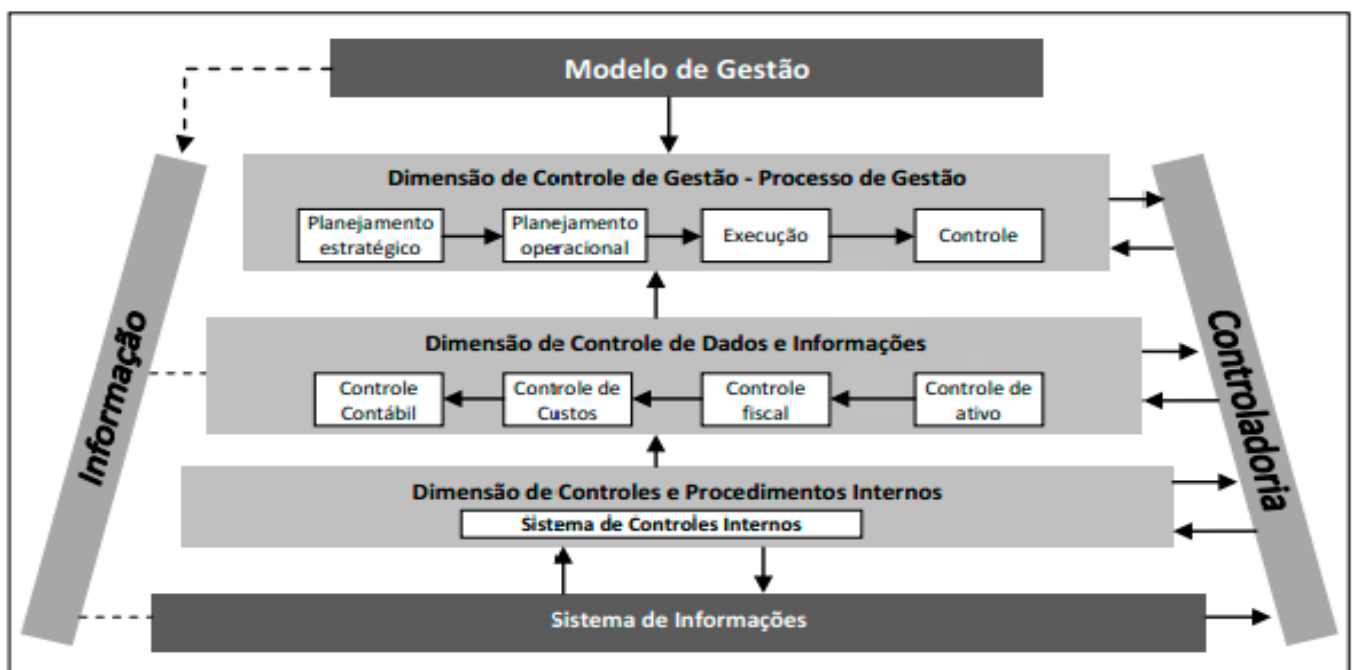 Modelo de Gestão
Dimensão de Controle de Gestão - Processo de Gestão
Planejamento
estratégico
Planejamento
operacional
Execução
Controle
Dimensão de Controle de Dados e Informações
Controle
Contábil
Controle de
Custos
Controle
fiscal
Controle de
ativo
Dimensão de Controles e Procedimentos Internos
Sistema de Controles Internos
Sistema de Informações
Informação
Controladoria